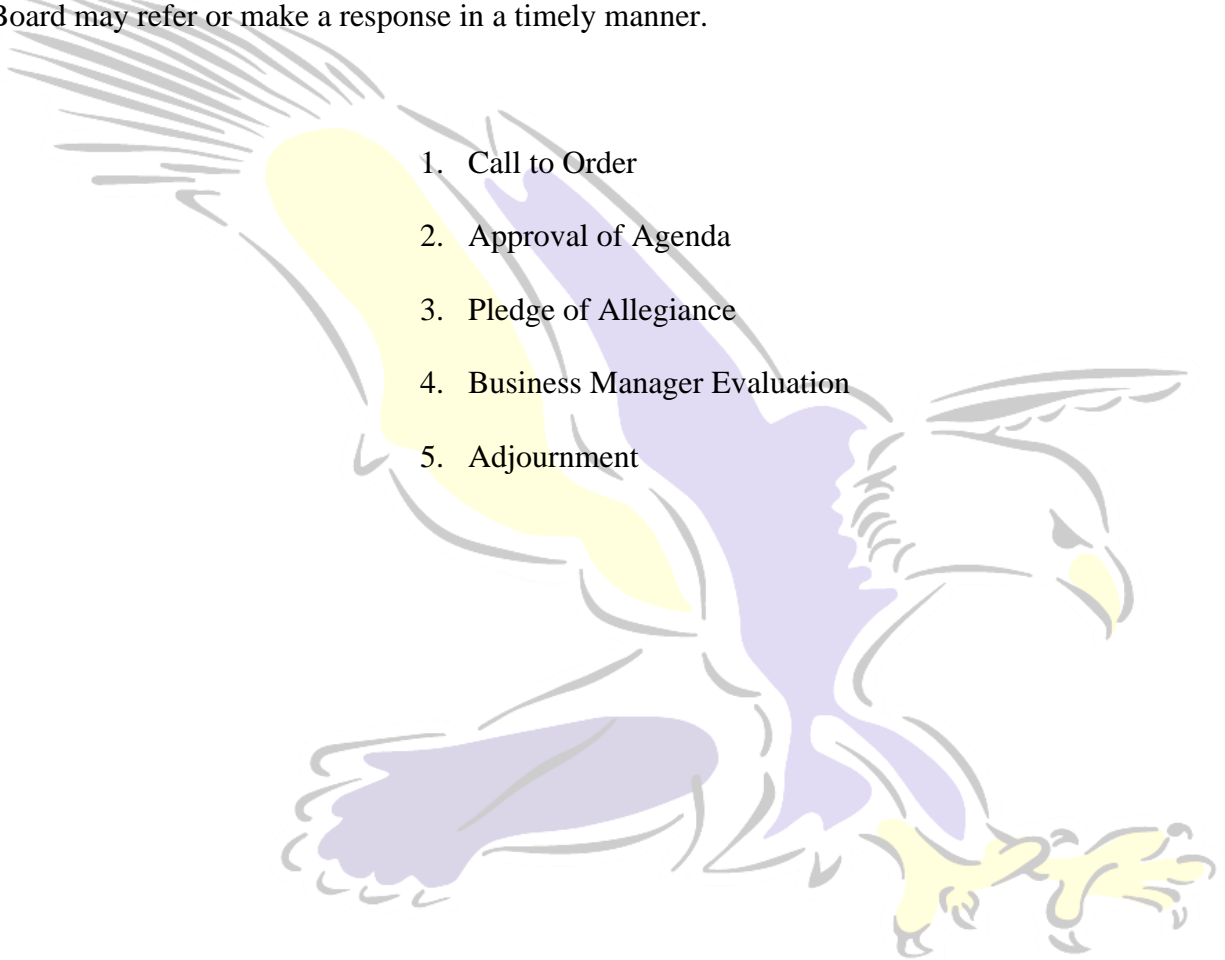 Board may refer or make a response in a timely manner.
1. Call to Order
2. Approval of Agenda
3. Pledge of Allegiance
4. Business Manager Evaluation
5. Adjournment